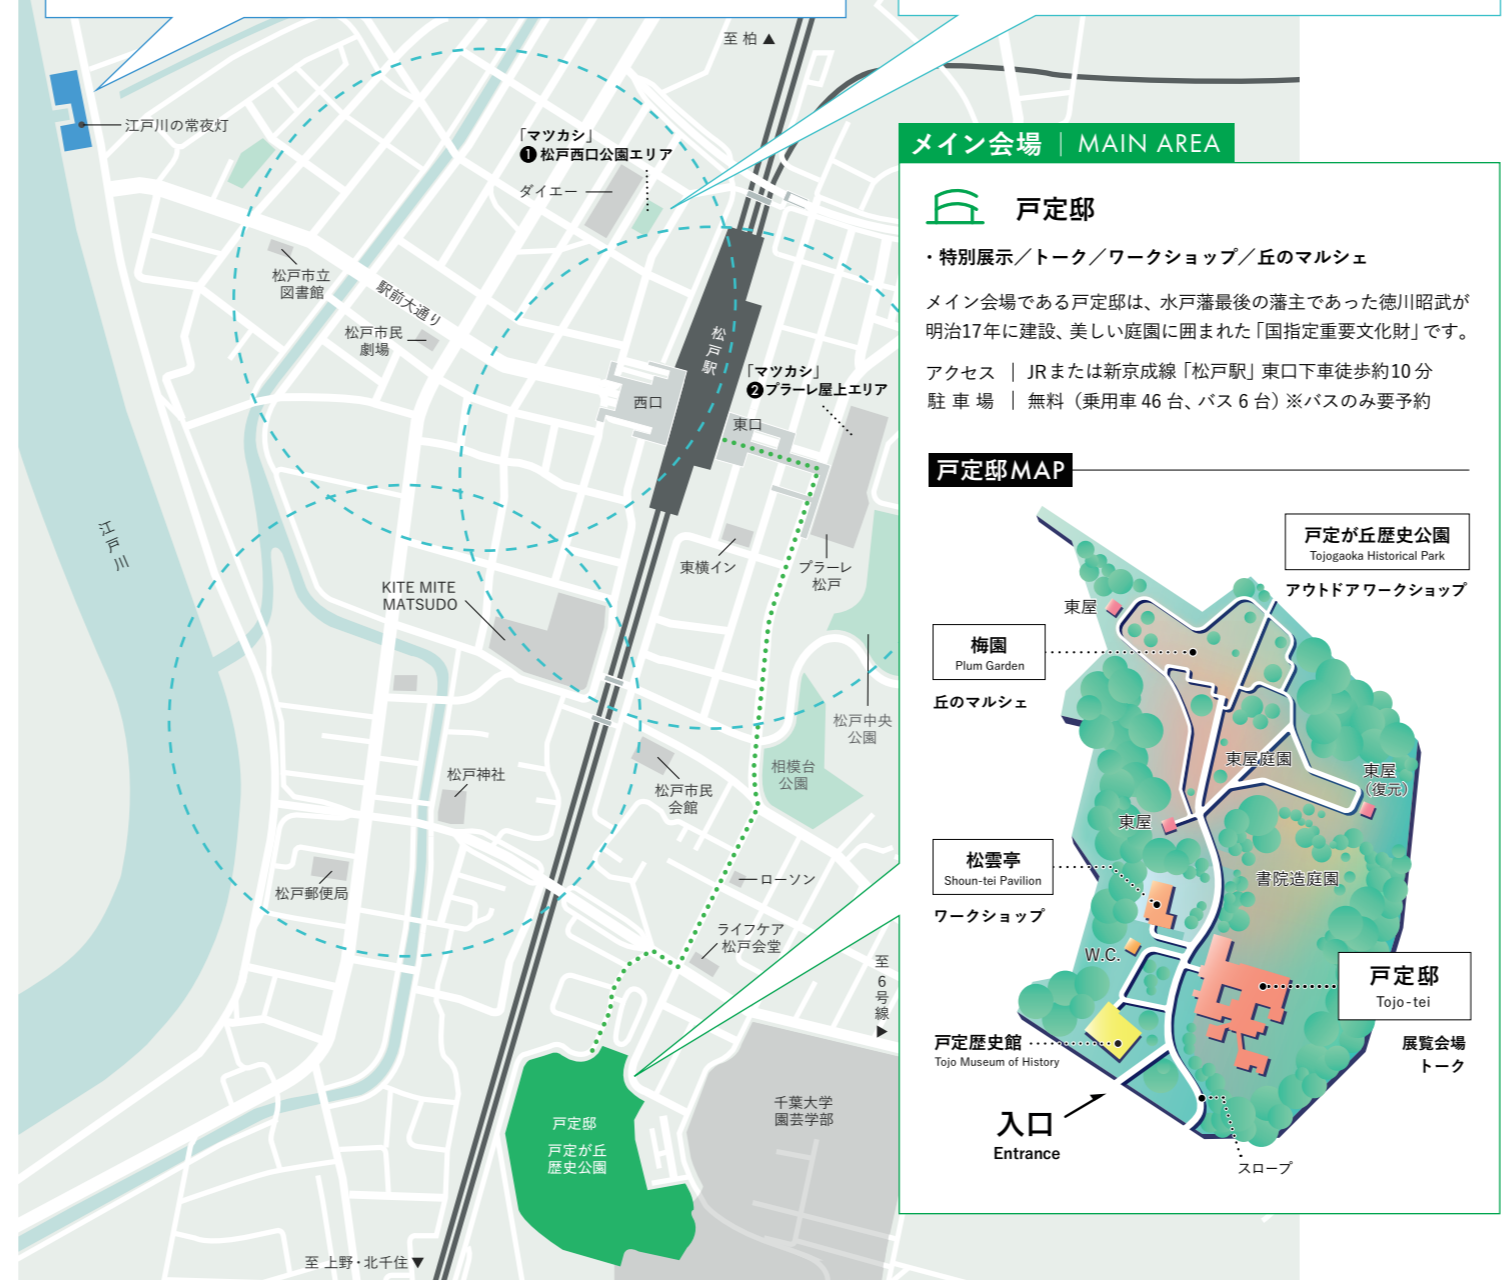 至 柏 ▲
江戸川の常夜灯
「マツカシ」
❶松戸西口公園エリア
ダイエー
松戸市立
図書館
駅前大通り
松戸市民
劇場
松戸駅
西口
東口
「マツカシ」
❷プラーレ屋上エリア
江戸川
KITE MITE
MATSUDO
東横イン
プラーレ
松戸
松戸中央
公園
相模台
公園
松戸神社
松戸市民
会館
松戸郵便局
ローソン
ライフケア
松戸会堂
至6号線▶
戸定邸
戸定が丘
歴史公園
千葉大学
園芸学部
至 上野・北千住▼
メイン会場｜MAIN AREA
戸定邸
・特別展示／トーク／ワークショップ／丘のマルシェ
メイン会場である戸定邸は、水戸藩最後の藩主であった徳川昭武が
明治17年に建設、美しい庭園に囲まれた「国指定重要文化財」です。
アクセス｜JRまたは新京成線「松戸駅」東口下車徒歩約10分
駐車場｜無料（乗用車46台、バス6台）※バスのみ要予約
戸定邸MAP
戸定が丘歴史公園
Tojogaoka Historical Park
アウトドアワークショップ
東屋
梅園
Plum Garden
丘のマルシェ
東屋庭園
東屋
（復元）
東屋
松雲亭
Shoun-tei Pavilion
ワークショップ
書院造庭園
W.C.
戸定邸
Tojo-tei
展覧会場
トーク
戸定歴史館
Tojo Museum of History
入口
Entrance
スロープ